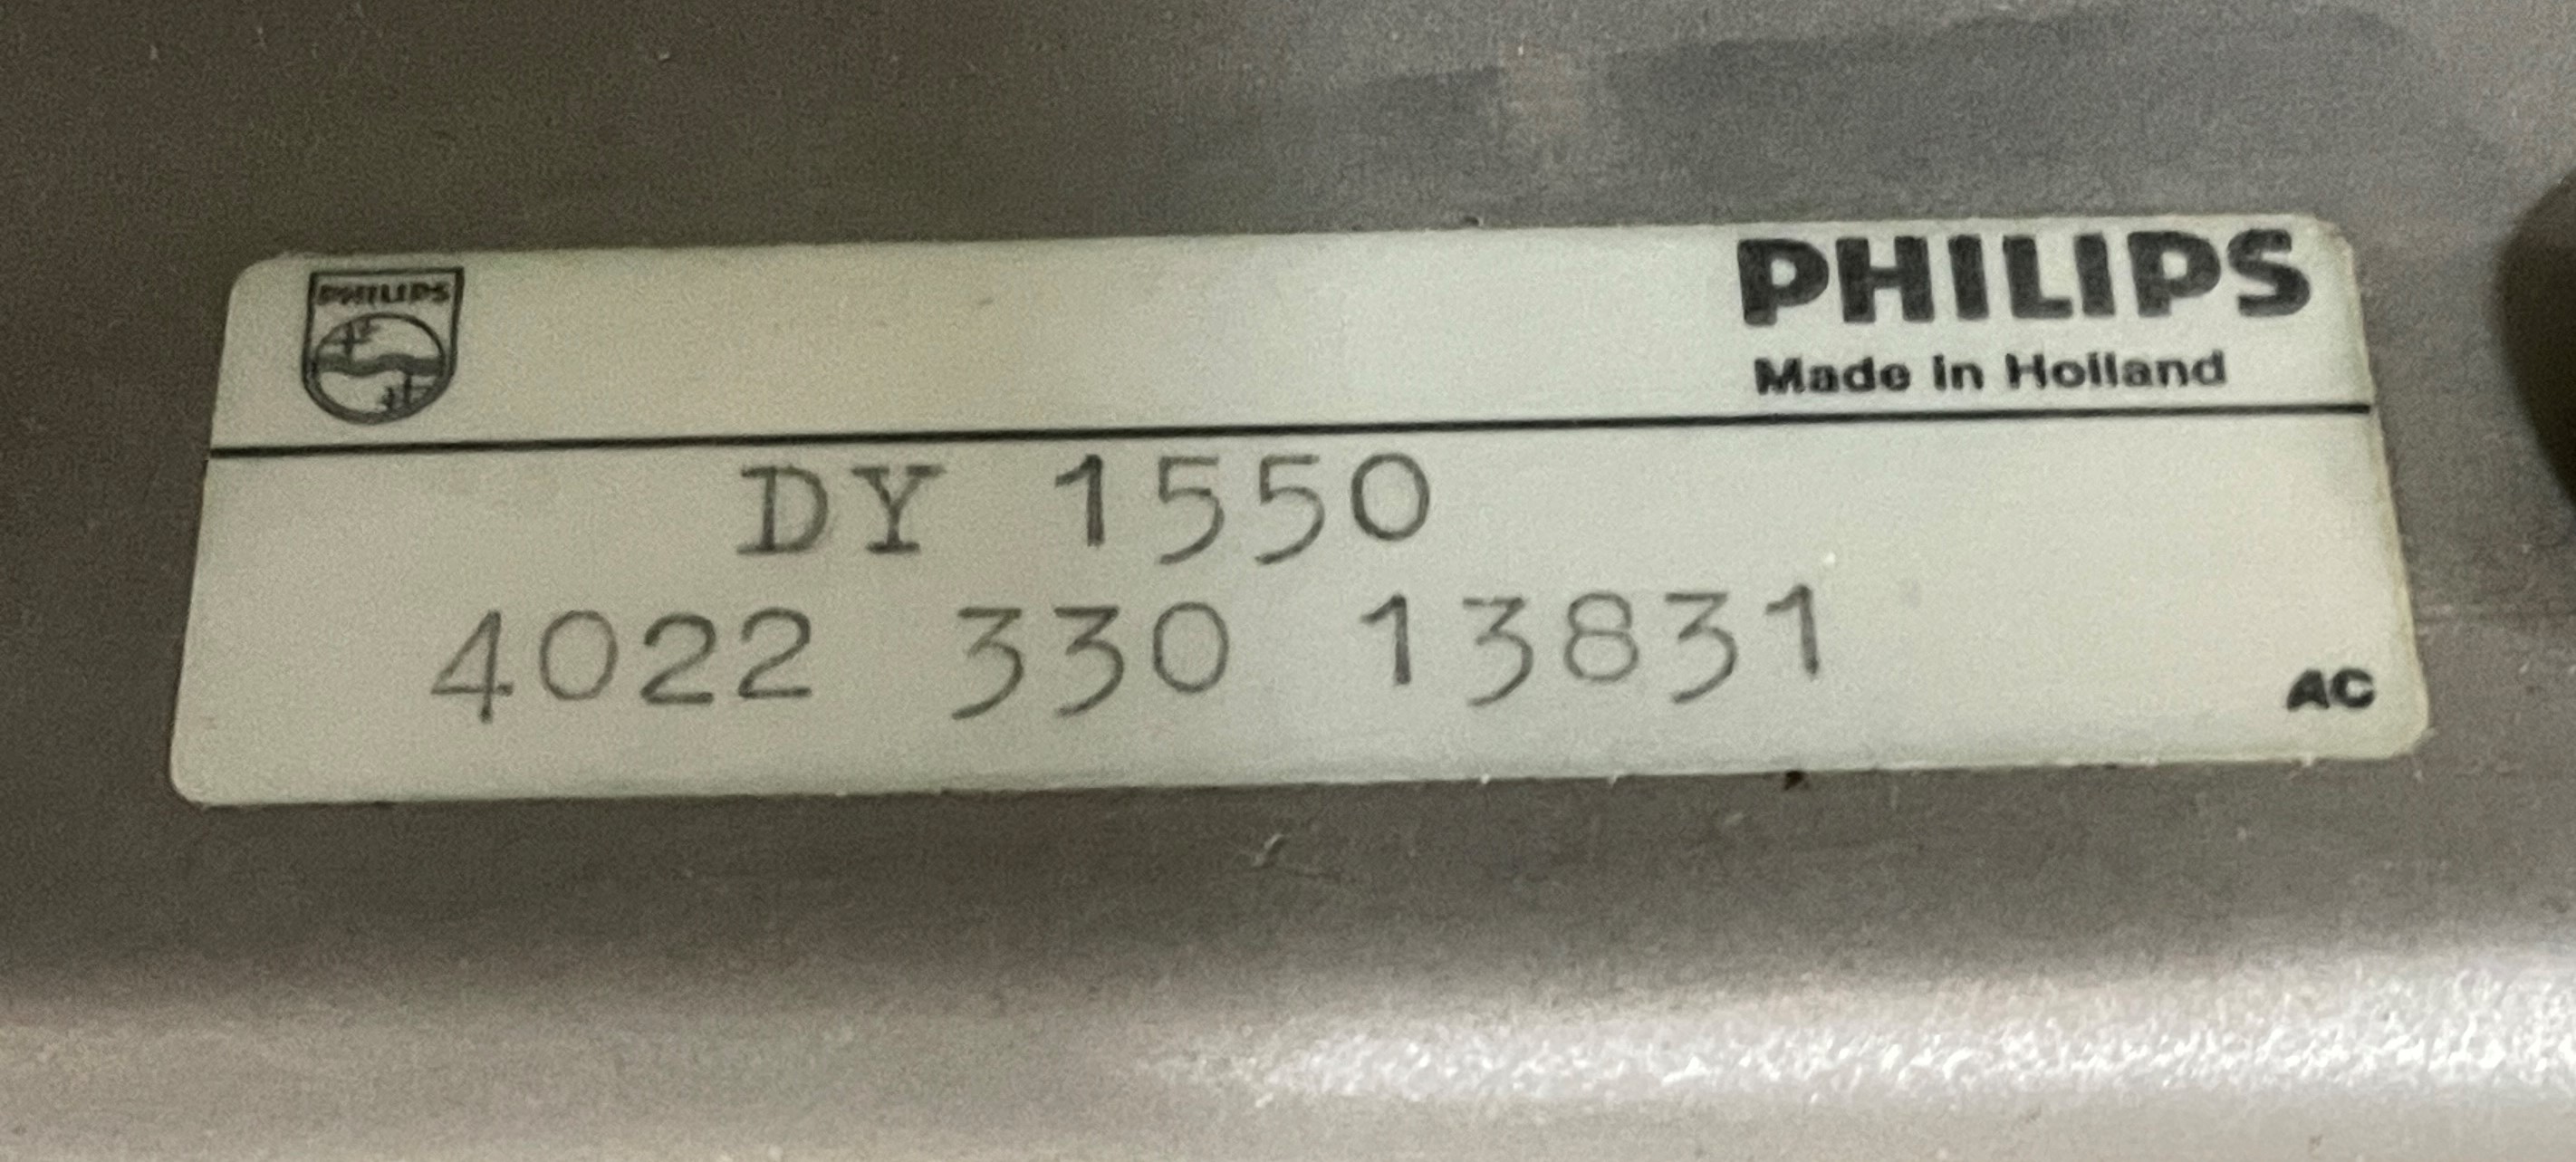 PHILIPS
PHILIPS
Made in Holland
DY 1550
4022 330 13831
AC